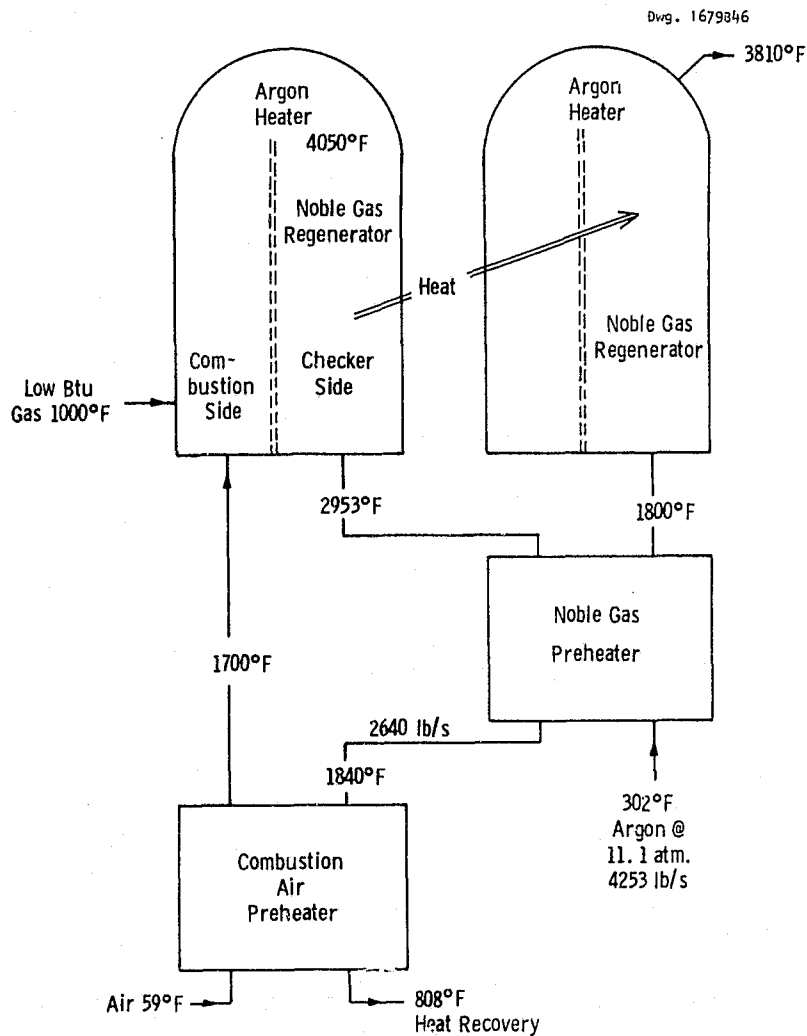 Dwg. 1679846
3810°F
Argon
Heater
4050°F
Noble Gas
Regenerator
Argon
Heater
Heat
Com-
bustion
Side
Checker
Side
Noble Gas
Regenerator
Low Btu
Gas 1000°F
2953°F
1800°F
Noble Gas
Preheater
1700°F
2640 lb/s
1840°F
302°F
Argon @
11.1 atm.
4253 lb/s
Combustion
Air
Preheater
Air 59°F
808°F
Heat Recovery